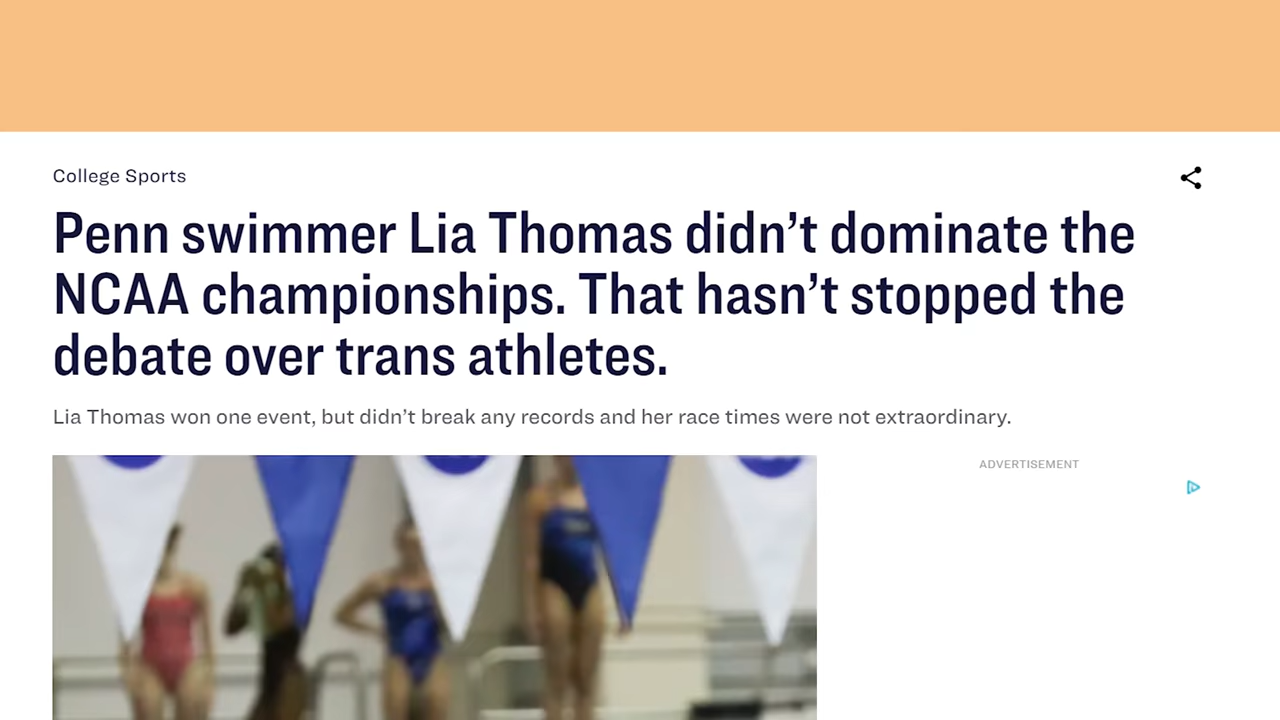 College Sports
Penn swimmer Lia Thomas didn’t dominate the
NCAA championships. That hasn’t stopped the
debate over trans athletes.
Lia Thomas won one event, but didn’t break any records and her race times were not extraordinary.
ADVERTISEMENT